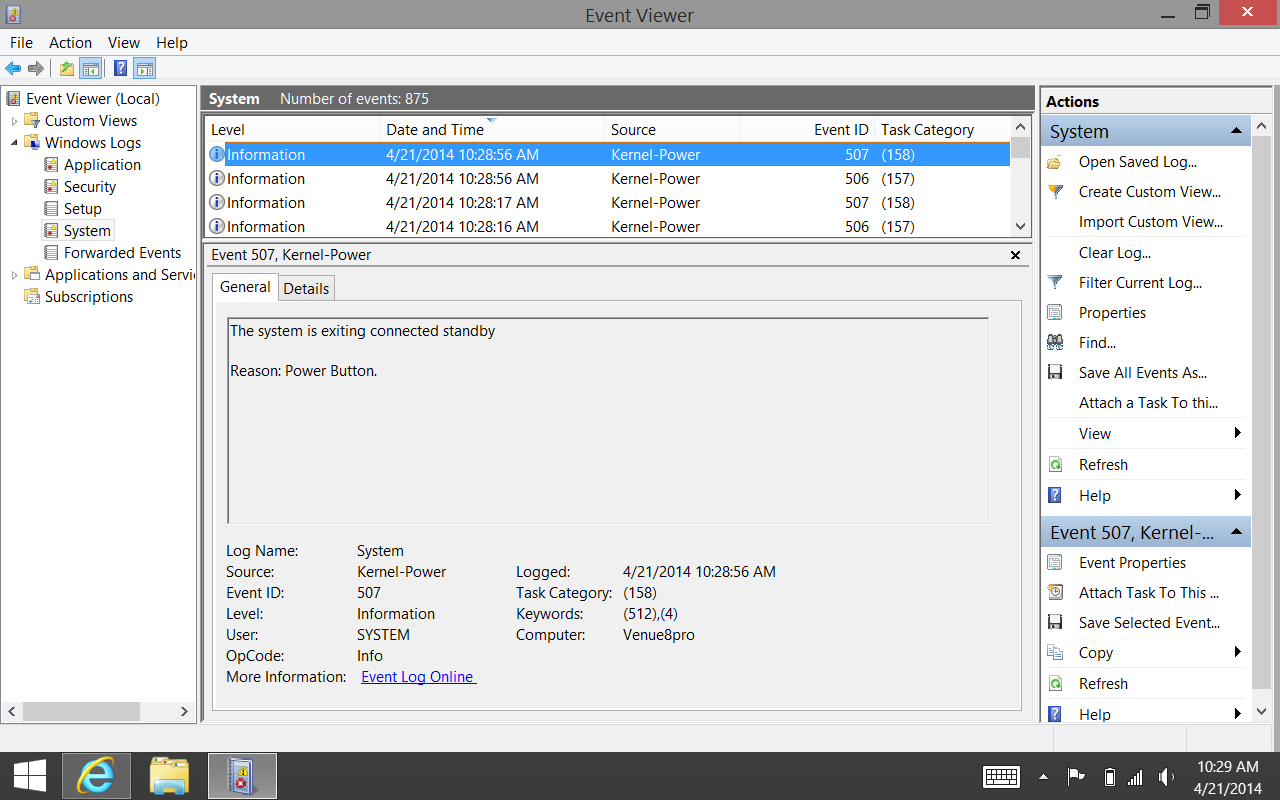 Event Viewer
File Action View Help
Event Viewer (Local)
Custom Views
Windows Logs
Application
Security
Setup
System
Forwarded Events
Applications and Servi
Subscriptions
System Number of events: 875
Level Date and Time Source Event ID Task Category
Information 4/21/2014 10:28:56 AM Kernel-Power 507 (158)
Information 4/21/2014 10:28:56 AM Kernel-Power 506 (157)
Information 4/21/2014 10:28:17 AM Kernel-Power 507 (158)
Information 4/21/2014 10:28:16 AM Kernel-Power 506 (157)
Event 507, Kernel-Power
General Details
The system is exiting connected standby
Reason: Power Button.
Log Name: System
Source: Kernel-Power Logged: 4/21/2014 10:28:56 AM
Event ID: 507 Task Category: (158)
Level: Information Keywords: (512),(4)
User: SYSTEM Computer: Venue8pro
OpCode: Info
More Information: Event Log Online
Actions
System
Open Saved Log...
Create Custom View...
Import Custom View...
Clear Log...
Filter Current Log...
Properties
Find...
Save All Events As...
Attach a Task To thi...
View
Refresh
Help
Event 507, Kernel-...
Event Properties
Attach Task To This ...
Save Selected Event...
Copy
Refresh
Help
10:29 AM
4/21/2014